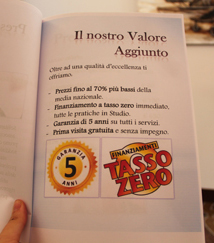 Il nostro Valore
Aggiunto
Oltre ad una qualità d'eccellenza ti
offriamo.
- Prezzi fino al 70% più bassi della
media nazionale.
- Finanziamento a tasso zero immediato,
tutte le pratiche in Studio.
- Garanzia di 5 anni su tutti i servizi.
- Prima visita gratuita e senza impegno.
GARANZIA
5
ANNI
FINANZIAMENTI
TASSO
ZERO